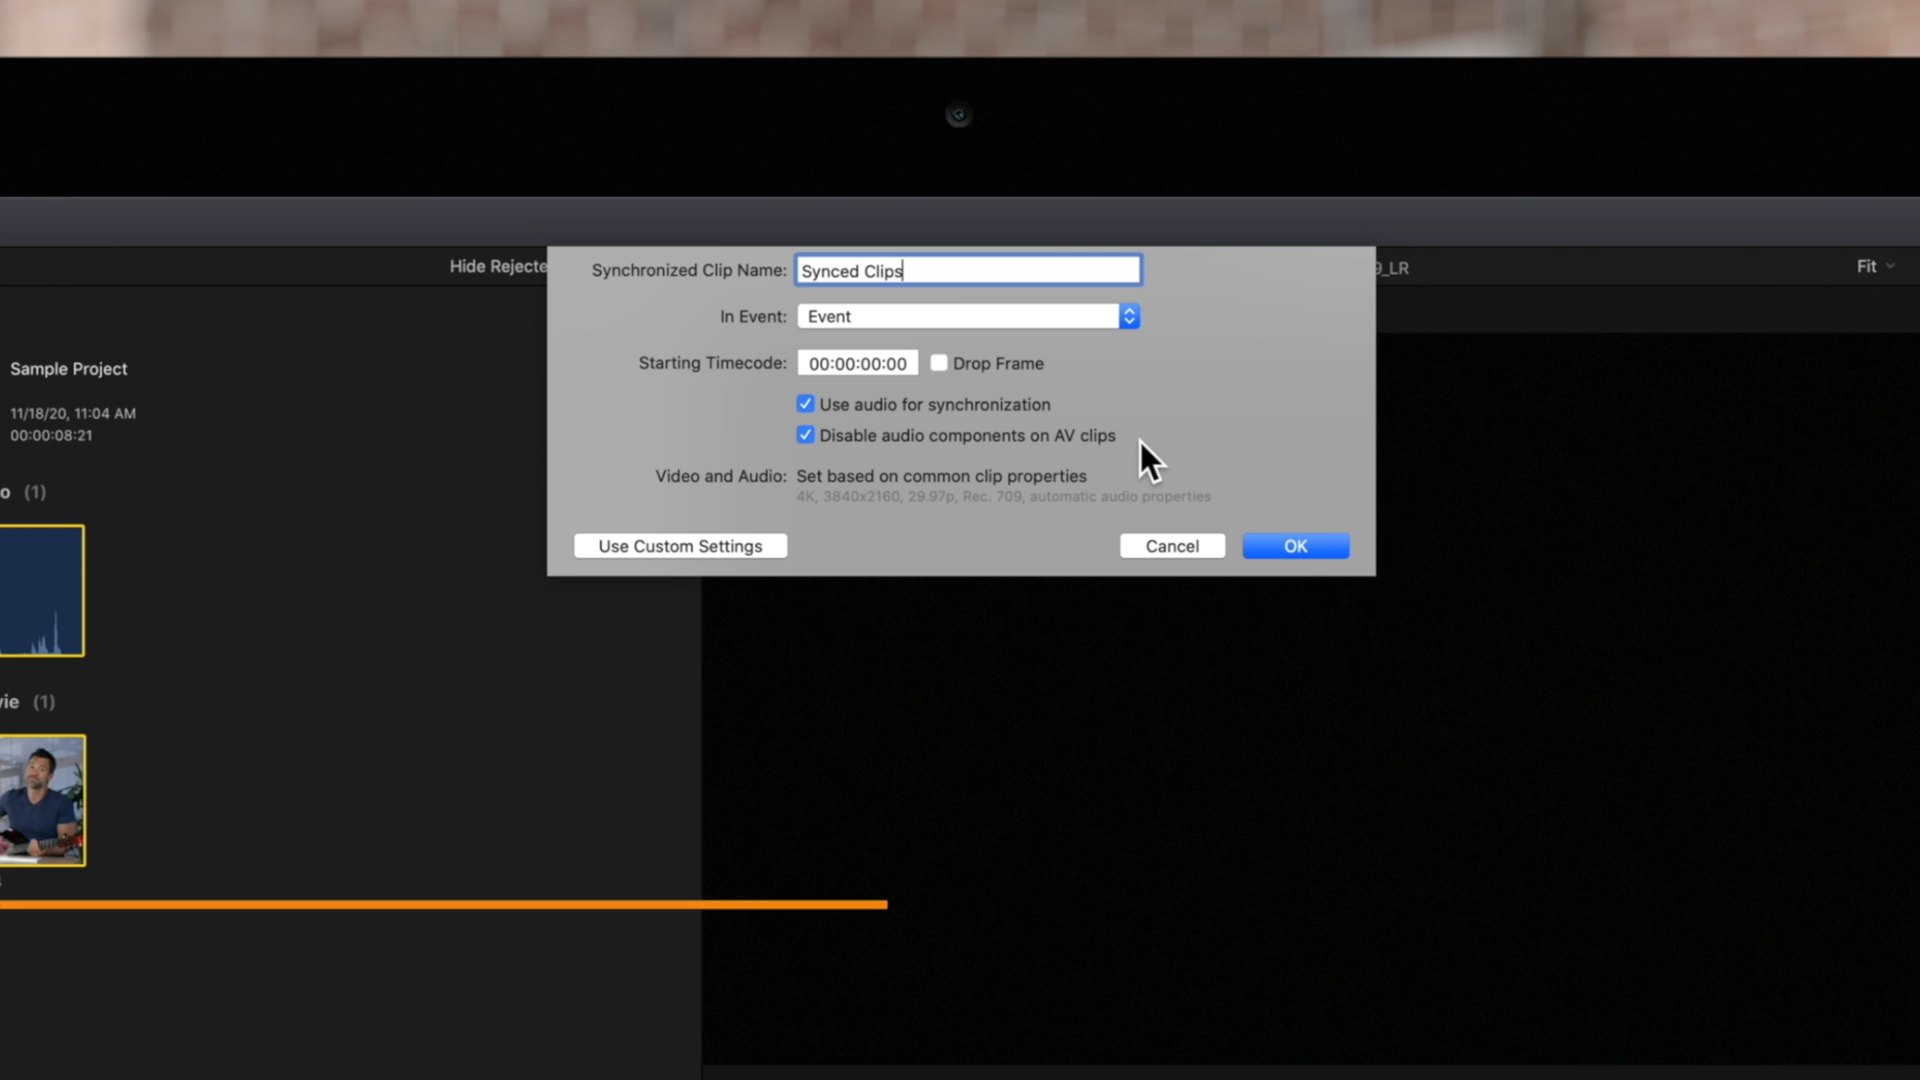 Hide Rejecte
9_LR
Fit
Synchronized Clip Name: Synced Clips
In Event: Event
Starting Timecode: 00:00:00:00 Drop Frame
Use audio for synchronization
Disable audio components on AV clips
Video and Audio: Set based on common clip properties
4K, 3840x2160, 29.97p, Rec. 709, automatic audio properties
Use Custom Settings
Cancel
OK
Sample Project
11/18/20, 11:04 AM
00:00:08:21
o (1)
vie (1)